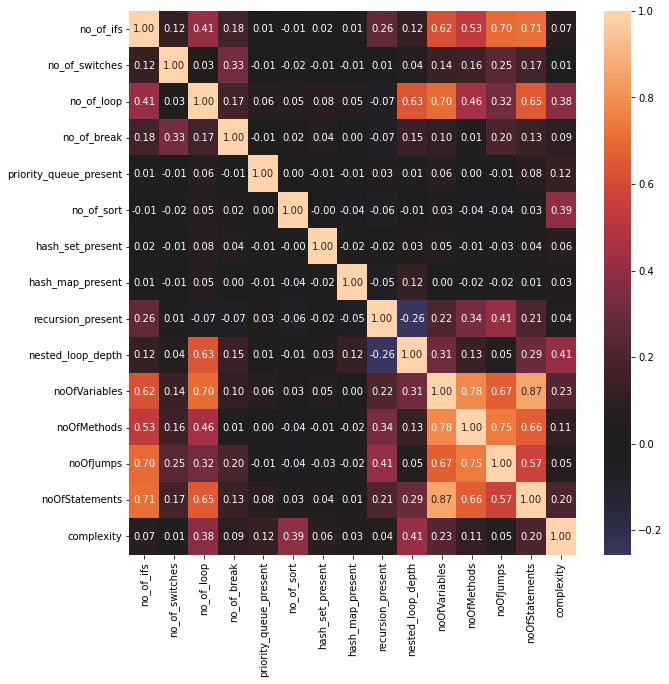 no_of_ifs 1.00 0.12 0.41 0.18 0.01 -0.01 0.02 0.01 0.26 0.12 0.62 0.53 0.70 0.71 0.07
no_of_switches 0.12 1.00 0.03 0.33 -0.01 -0.02 -0.01 -0.01 0.01 0.04 0.14 0.16 0.25 0.17 0.01
no_of_loop 0.41 0.03 1.00 0.17 0.06 0.05 0.08 0.05 -0.07 0.63 0.70 0.46 0.32 0.65 0.38
no_of_break 0.18 0.33 0.17 1.00 -0.01 0.02 0.04 0.00 -0.07 0.15 0.10 0.01 0.20 0.13 0.09
priority_queue_present 0.01 -0.01 0.06 -0.01 1.00 0.00 -0.01 -0.01 0.03 0.01 0.06 0.00 -0.01 0.08 0.12
no_of_sort -0.01 -0.02 0.05 0.02 0.00 1.00 -0.00 -0.04 -0.06 -0.01 0.03 -0.04 -0.04 0.03 0.39
hash_set_present 0.02 -0.01 0.08 0.04 -0.01 -0.00 1.00 -0.02 -0.02 0.03 0.05 -0.01 -0.03 0.04 0.06
hash_map_present 0.01 -0.01 0.05 0.00 -0.01 -0.04 -0.02 1.00 -0.05 0.12 0.00 -0.02 -0.02 0.01 0.03
recursion_present 0.26 0.01 -0.07 -0.07 0.03 -0.06 -0.02 -0.05 1.00 -0.26 0.22 0.34 0.41 0.21 0.04
nested_loop_depth 0.12 0.04 0.63 0.15 0.01 -0.01 0.03 0.12 -0.26 1.00 0.31 0.13 0.05 0.29 0.41
noOfVariables 0.62 0.14 0.70 0.10 0.06 0.03 0.05 0.00 0.22 0.31 1.00 0.78 0.67 0.87 0.23
noOfMethods 0.53 0.16 0.46 0.01 0.00 -0.04 -0.01 -0.02 0.34 0.13 0.78 1.00 0.75 0.66 0.11
noOfJumps 0.70 0.25 0.32 0.20 -0.01 -0.04 -0.03 -0.02 0.41 0.05 0.67 0.75 1.00 0.57 0.05
noOfStatements 0.71 0.17 0.65 0.13 0.08 0.03 0.04 0.01 0.21 0.29 0.87 0.66 0.57 1.00 0.20
complexity 0.07 0.01 0.38 0.09 0.12 0.39 0.06 0.03 0.04 0.41 0.23 0.11 0.05 0.20 1.00
no_of_ifs
no_of_switches
no_of_loop
no_of_break
priority_queue_present
no_of_sort
hash_set_present
hash_map_present
recursion_present
nested_loop_depth
noOfVariables
noOfMethods
noOfJumps
noOfStatements
complexity
1.0
0.8
0.6
0.4
0.2
0.0
−0.2